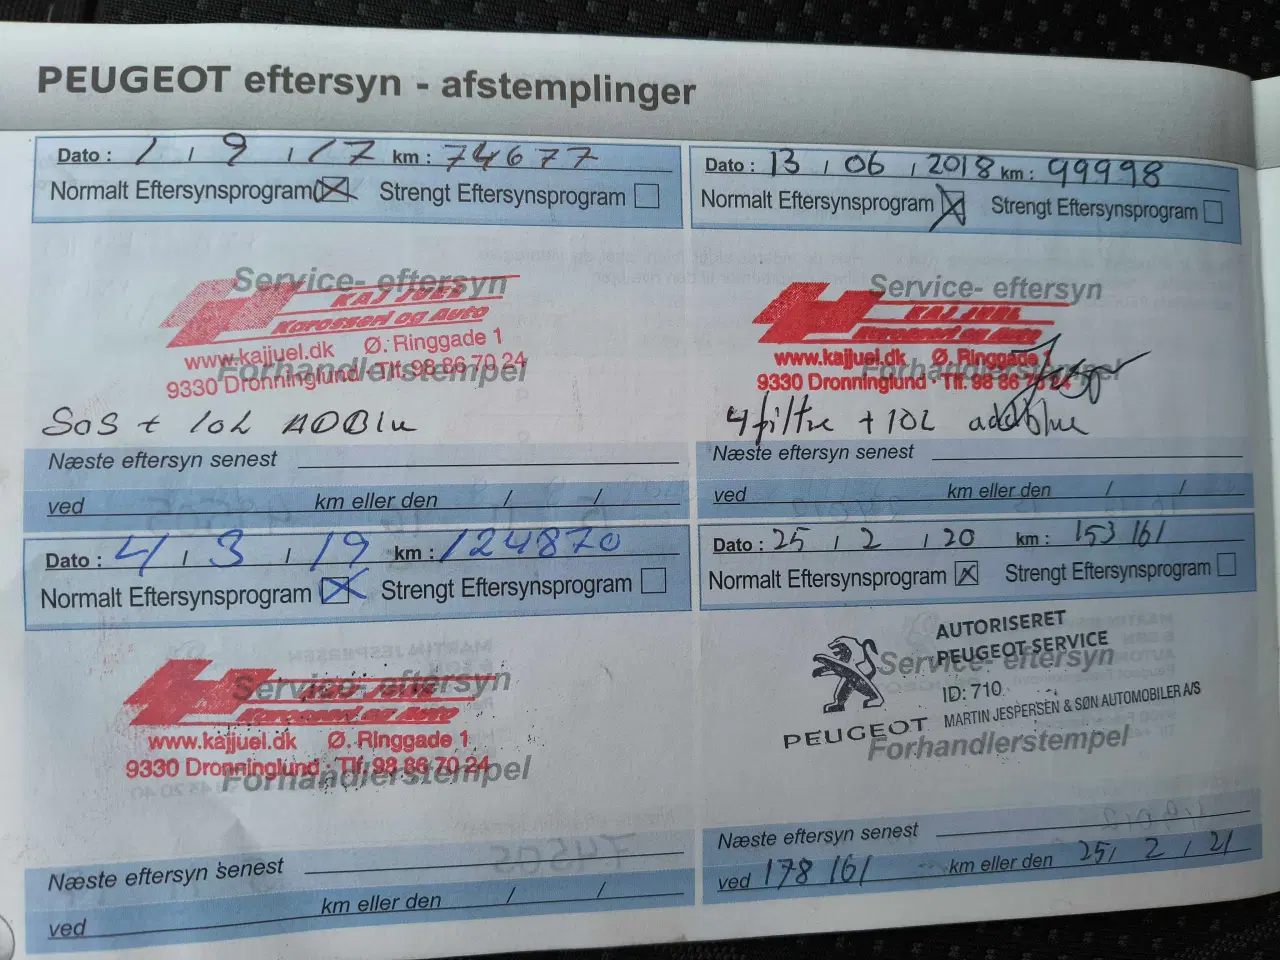 PEUGEOT eftersyn - afstemplinger
Dato : 1 / 9 / 17 km : 74677
Normalt Eftersynsprogram Strengt Eftersynsprogram
Service- eftersyn
KAJ JUEL
Karosseri og Auto
www.kajjuel.dk Ø. Ringgade 1
9330 Dronninglund · Tlf. 98 86 70 24
Forhandlerstempel
SOS + 10L ADBlu
Næste eftersyn senest
ved km eller den / /
Dato : 13 / 06 / 2018 km : 99998
Normalt Eftersynsprogram Strengt Eftersynsprogram
Service- eftersyn
KAJ JUEL
Karosseri og Auto
www.kajjuel.dk Ø. Ringgade 1
9330 Dronninglund · Tlf. 98 86 70 24
Forhandlerstempel
4 filtre + 10L addblue
Næste eftersyn senest
ved km eller den / /
Dato : 4 / 3 / 19 km : 124870
Normalt Eftersynsprogram Strengt Eftersynsprogram
Service- eftersyn
Karosseri og Auto
www.kajjuel.dk Ø. Ringgade 1
9330 Dronninglund · Tlf. 98 86 70 24
Forhandlerstempel
Næste eftersyn senest
ved km eller den / /
Dato : 25 / 2 / 20 km : 153 161
Normalt Eftersynsprogram Strengt Eftersynsprogram
AUTORISERET
PEUGEOT SERVICE
Service- eftersyn
ID: 710
MARTIN JESPERSEN & SØN AUTOMOBILER A/S
PEUGEOT
Forhandlerstempel
Næste eftersyn senest
ved 178 161 km eller den 25 / 2 / 21